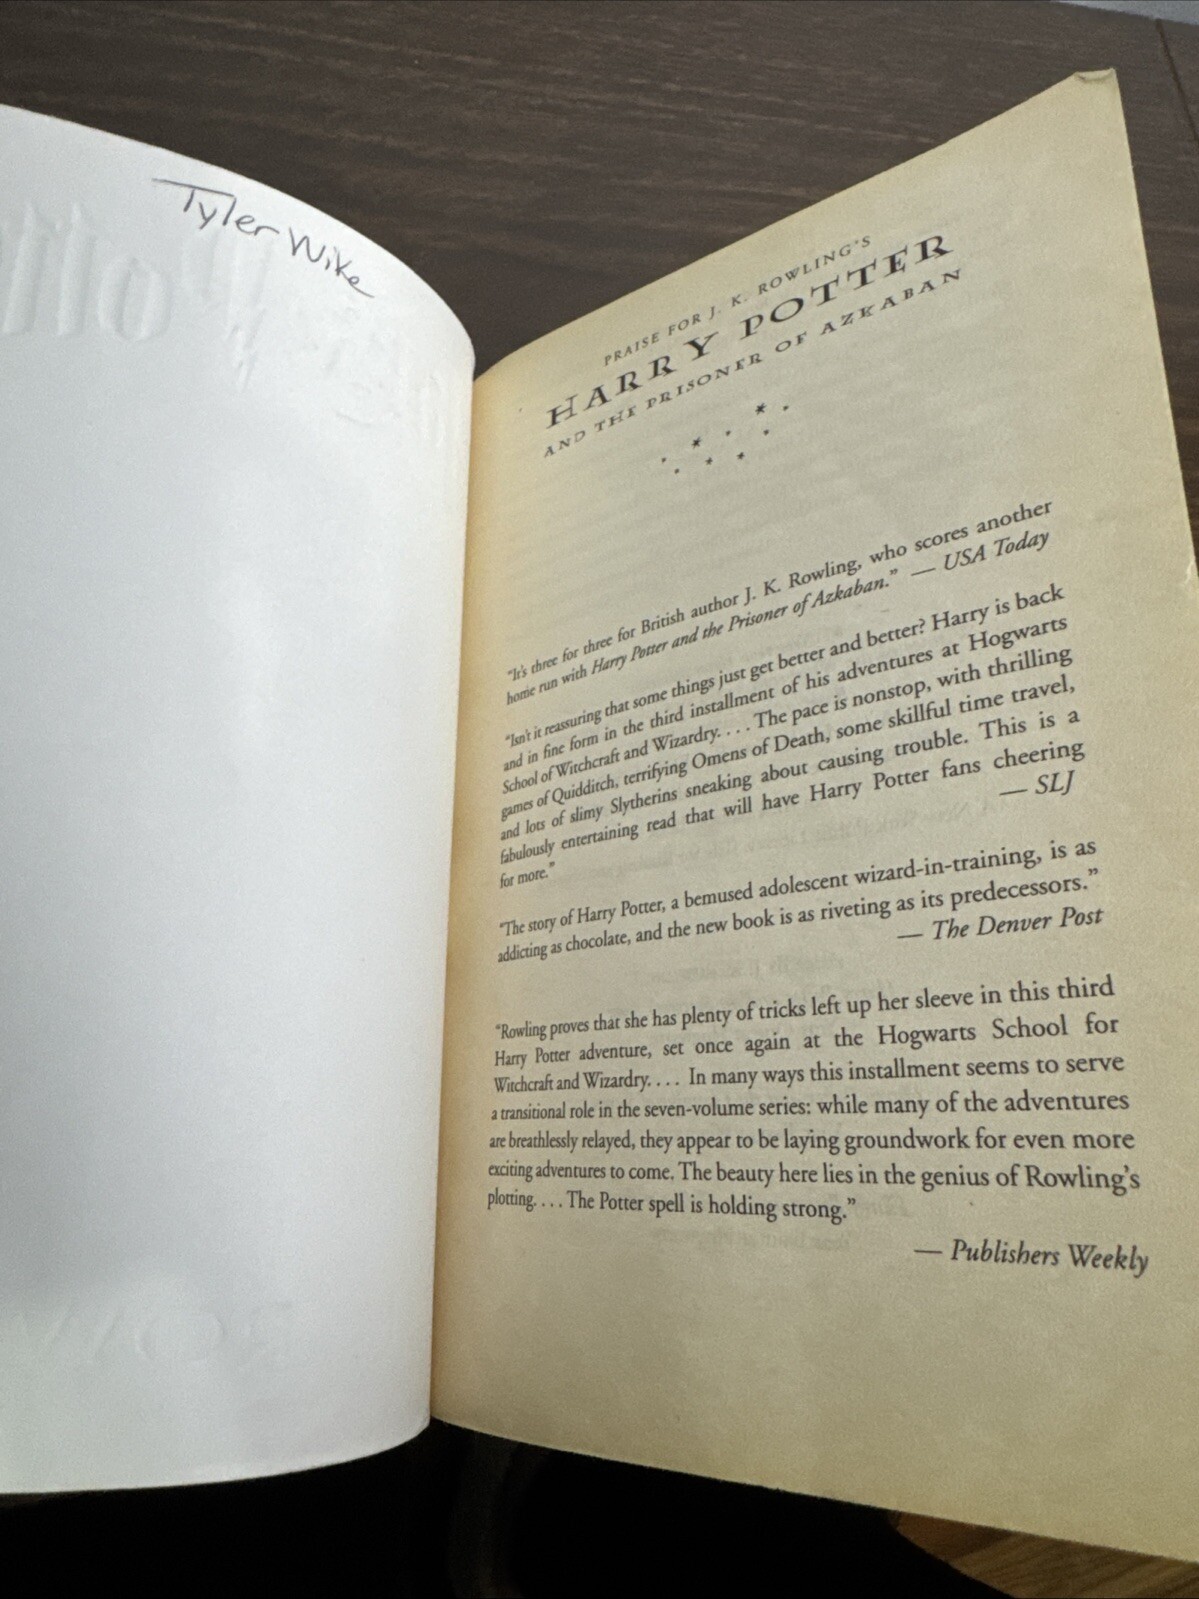 Tyler Wike
PRAISE FOR J. K. ROWLING'S
HARRY POTTER
AND THE PRISONER OF AZKABAN
“It's three for three for British author J. K. Rowling, who scores another
home run with Harry Potter and the Prisoner of Azkaban.” — USA Today
“Isn't it reassuring that some things just get better and better? Harry is back
and in fine form in the third installment of his adventures at Hogwarts
School of Witchcraft and Wizardry. . . . The pace is nonstop, with thrilling
games of Quidditch, terrifying Omens of Death, some skillful time travel,
and lots of slimy Slytherins sneaking about causing trouble. This is a
fabulously entertaining read that will have Harry Potter fans cheering
for more.” — SLJ
“The story of Harry Potter, a bemused adolescent wizard-in-training, is as
addicting as chocolate, and the new book is as riveting as its predecessors.”
— The Denver Post
“Rowling proves that she has plenty of tricks left up her sleeve in this third
Harry Potter adventure, set once again at the Hogwarts School for
Witchcraft and Wizardry. . . . In many ways this installment seems to serve
a transitional role in the seven-volume series: while many of the adventures
are breathlessly relayed, they appear to be laying groundwork for even more
exciting adventures to come. The beauty here lies in the genius of Rowling's
plotting. . . . The Potter spell is holding strong.”
— Publishers Weekly